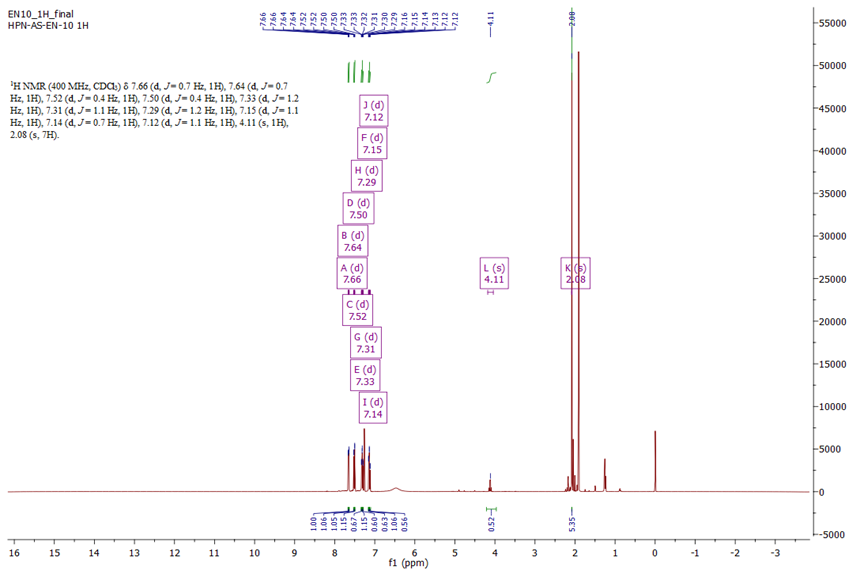 EN10_1H_final
HPN-AS-EN-10 1H
7.66
7.66
7.64
7.64
7.52
7.52
7.50
7.50
7.33
7.33
7.32
7.31
7.30
7.29
7.16
7.15
7.14
7.13
7.12
7.12
4.11
2.08
¹H NMR (400 MHz, CDCl₃) δ 7.66 (d, J = 0.7 Hz, 1H), 7.64 (d, J = 0.7
Hz, 1H), 7.52 (d, J = 0.4 Hz, 1H), 7.50 (d, J = 0.4 Hz, 1H), 7.33 (d, J = 1.2
Hz, 1H), 7.31 (d, J = 1.1 Hz, 1H), 7.29 (d, J = 1.2 Hz, 1H), 7.15 (d, J = 1.1
Hz, 1H), 7.14 (d, J = 0.7 Hz, 1H), 7.12 (d, J = 1.1 Hz, 1H), 4.11 (s, 1H),
2.08 (s, 7H).
J (d)
7.12
F (d)
7.15
H (d)
7.29
D (d)
7.50
B (d)
7.64
A (d)
7.66
C (d)
7.52
G (d)
7.31
E (d)
7.33
I (d)
7.14
L (s)
4.11
K (s)
2.08
55000
50000
45000
40000
35000
30000
25000
20000
15000
10000
5000
0
-5000
1.00
1.06
1.05
1.15
0.67
1.15
0.60
0.63
1.06
0.56
0.52
5.35
16 15 14 13 12 11 10 9 8 7 6 5 4 3 2 1 0 -1 -2 -3
f1 (ppm)